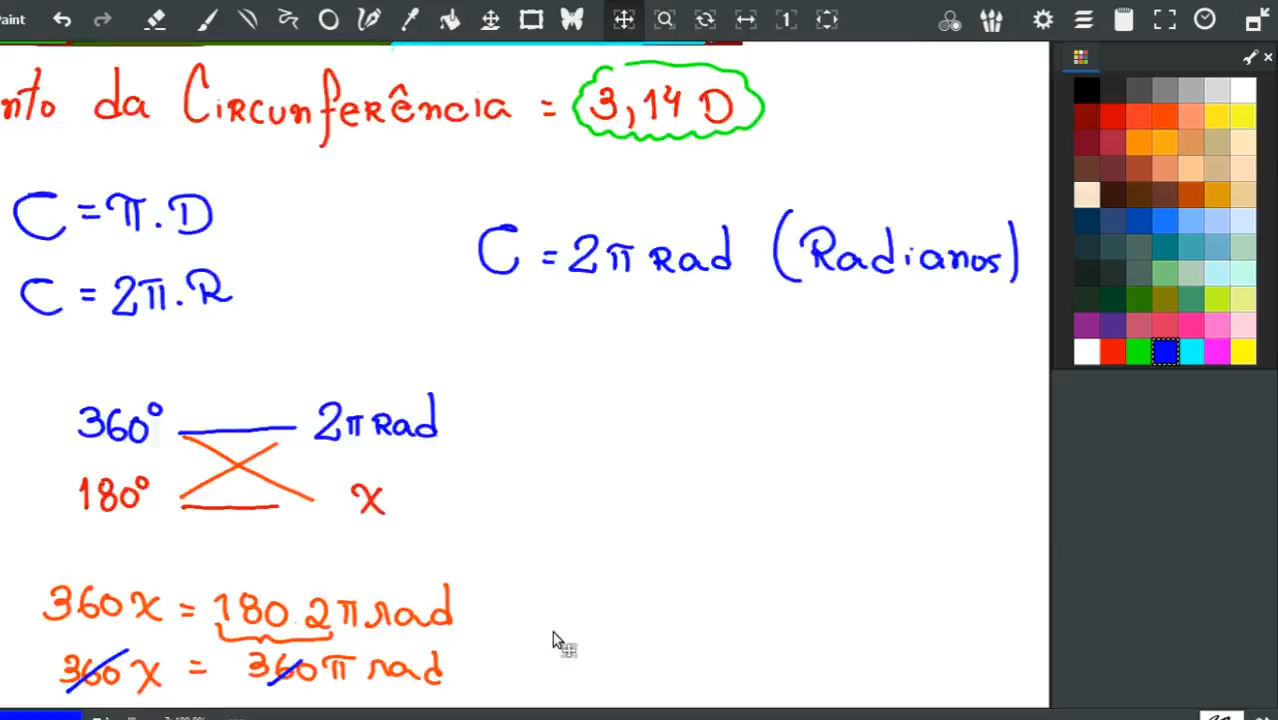 Paint
nto da Circunferência = 3,14 D
C = π.D
C = 2π.R
C = 2π Rad (Radianos)
360° 2π Rad
180° x
360x = 180.2π rad
360x = 360π rad